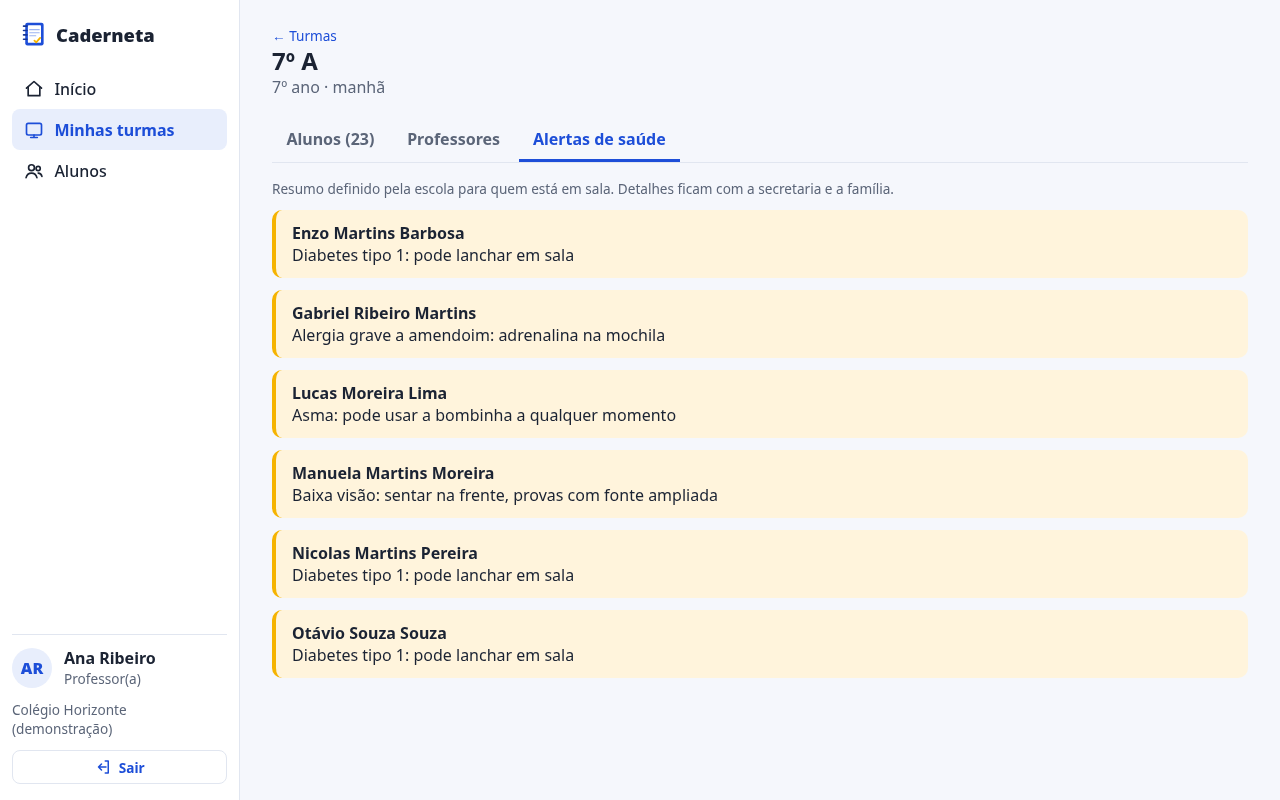 Caderneta
Início
Minhas turmas
Alunos
Ana Ribeiro
AR
Professor(a)
Colégio Horizonte
(demonstração)
Sair
← Turmas
7º A
7º ano · manhã
Alunos (23)
Professores
Alertas de saúde
Resumo definido pela escola para quem está em sala. Detalhes ficam com a secretaria e a família.
Enzo Martins Barbosa
Diabetes tipo 1: pode lanchar em sala
Gabriel Ribeiro Martins
Alergia grave a amendoim: adrenalina na mochila
Lucas Moreira Lima
Asma: pode usar a bombinha a qualquer momento
Manuela Martins Moreira
Baixa visão: sentar na frente, provas com fonte ampliada
Nicolas Martins Pereira
Diabetes tipo 1: pode lanchar em sala
Otávio Souza Souza
Diabetes tipo 1: pode lanchar em sala